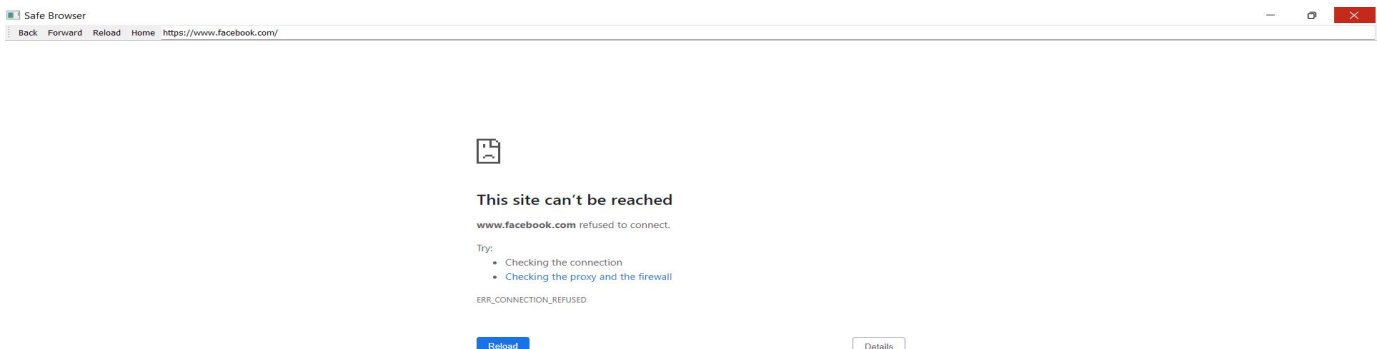 Safe Browser
Back Forward Reload Home https://www.facebook.com/
This site can't be reached
www.facebook.com refused to connect.
Try:
• Checking the connection
• Checking the proxy and the firewall
ERR_CONNECTION_REFUSED
Reload Details